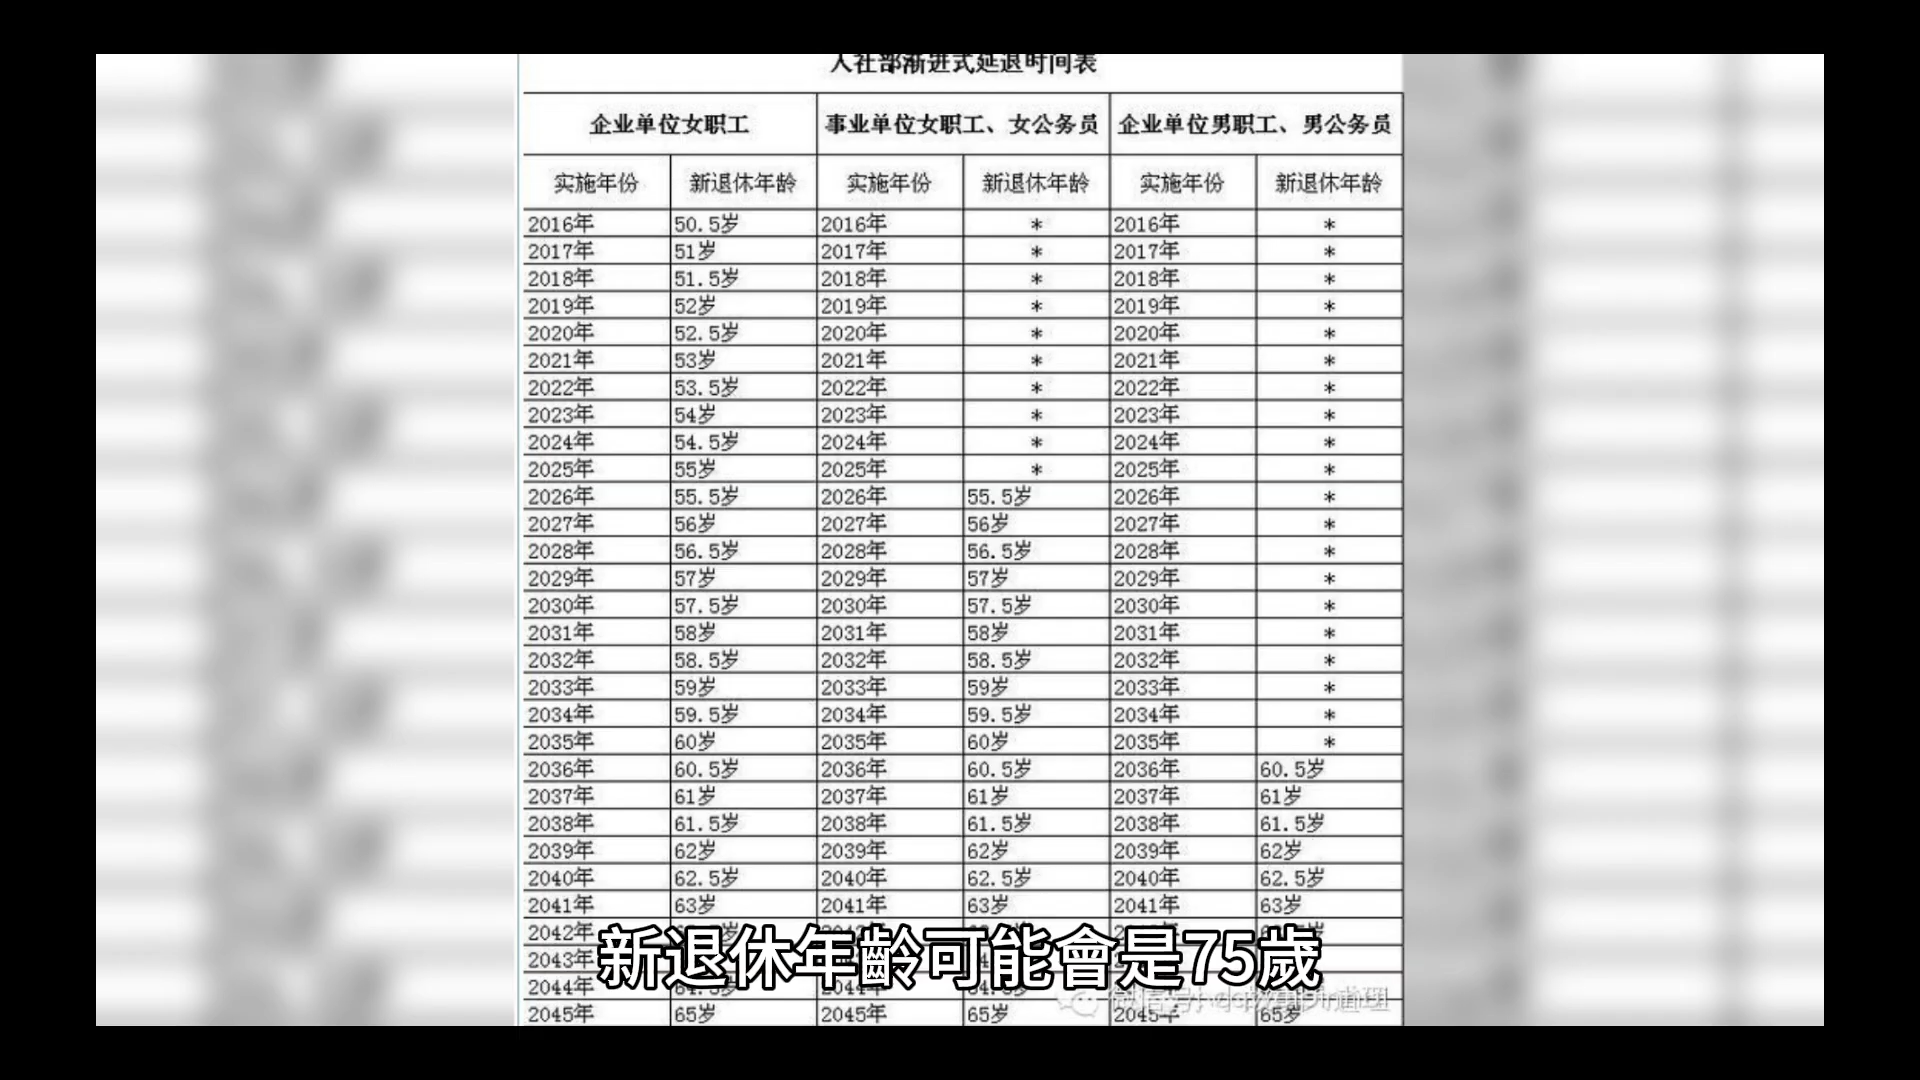 人社部渐进式延退时间表
企业单位女职工 事业单位女职工、女公务员 企业单位男职工、男公务员
实施年份 新退休年龄 实施年份 新退休年龄 实施年份 新退休年龄
2016年 50.5岁 2016年 * 2016年 *
2017年 51岁 2017年 * 2017年 *
2018年 51.5岁 2018年 * 2018年 *
2019年 52岁 2019年 * 2019年 *
2020年 52.5岁 2020年 * 2020年 *
2021年 53岁 2021年 * 2021年 *
2022年 53.5岁 2022年 * 2022年 *
2023年 54岁 2023年 * 2023年 *
2024年 54.5岁 2024年 * 2024年 *
2025年 55岁 2025年 * 2025年 *
2026年 55.5岁 2026年 55.5岁 2026年 *
2027年 56岁 2027年 56岁 2027年 *
2028年 56.5岁 2028年 56.5岁 2028年 *
2029年 57岁 2029年 57岁 2029年 *
2030年 57.5岁 2030年 57.5岁 2030年 *
2031年 58岁 2031年 58岁 2031年 *
2032年 58.5岁 2032年 58.5岁 2032年 *
2033年 59岁 2033年 59岁 2033年 *
2034年 59.5岁 2034年 59.5岁 2034年 *
2035年 60岁 2035年 60岁 2035年 *
2036年 60.5岁 2036年 60.5岁 2036年 60.5岁
2037年 61岁 2037年 61岁 2037年 61岁
2038年 61.5岁 2038年 61.5岁 2038年 61.5岁
2039年 62岁 2039年 62岁 2039年 62岁
2040年 62.5岁 2040年 62.5岁 2040年 62.5岁
2041年 63岁 2041年 63岁 2041年 63岁
2042年
2043年
新退休年齡可能會是75歲
2044年 64.5岁 2044年 64.5岁
2045年 65岁 2045年 65岁 2045年 65岁